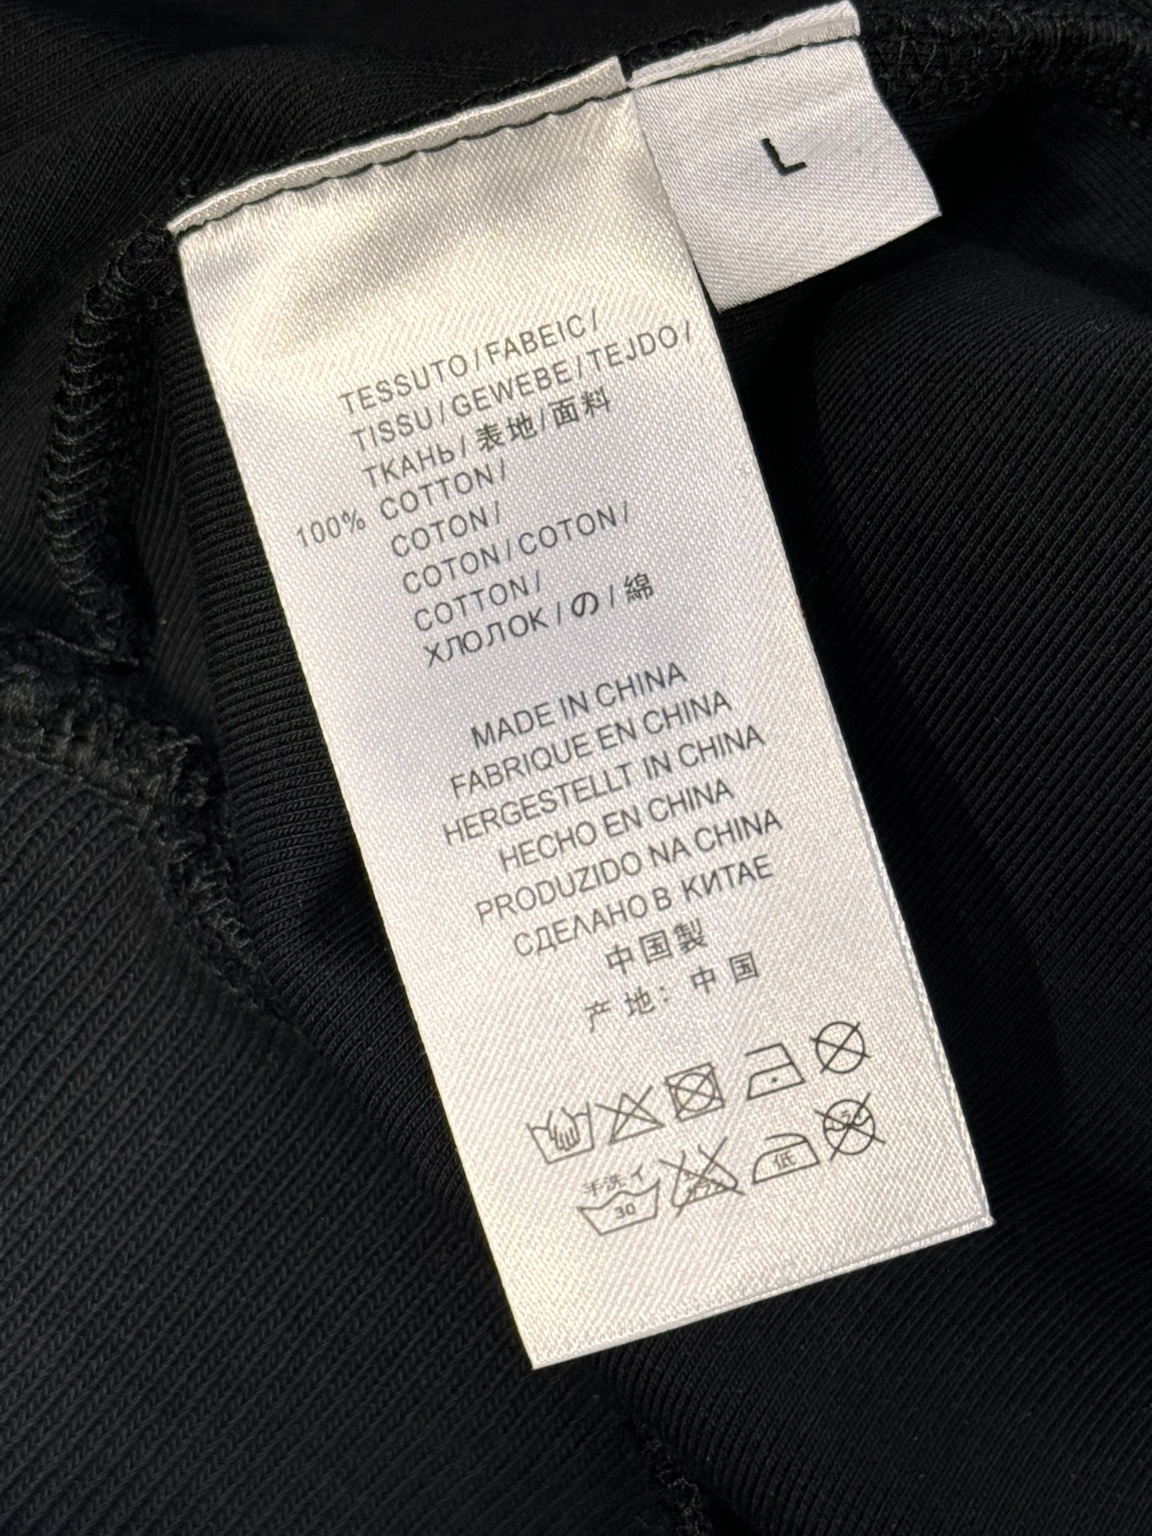 L
TESSUTO/FABEIC/
TISSU/GEWEBE/TEJDO/
ТКАНЬ/表地/面料
100% COTTON/
COTON/
COTON/COTON/
COTTON/
ХЛОЛОК/の/綿
MADE IN CHINA
FABRIQUE EN CHINA
HERGESTELLT IN CHINA
HECHO EN CHINA
PRODUZIDO NA CHINA
СДЕЛАНО В КИТАЕ
中国製
产地：中国
手洗イ
30
低